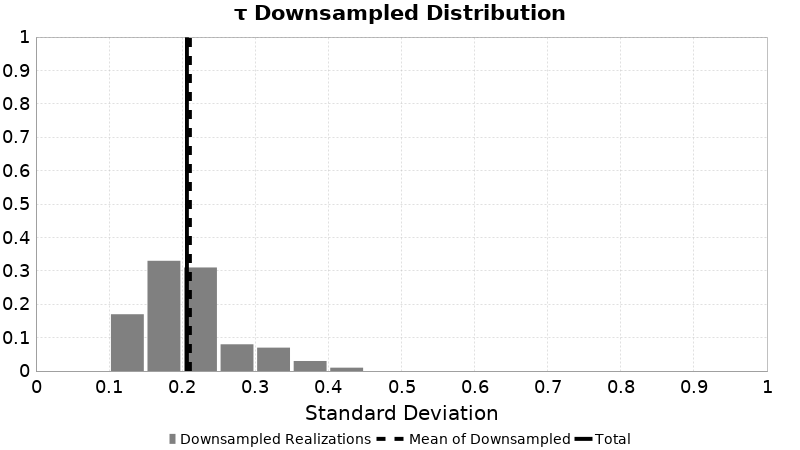 τ Downsampled Distribution
1
0.9
0.8
0.7
0.6
0.5
0.4
0.3
0.2
0.1
0
0 0.1 0.2 0.3 0.4 0.5 0.6 0.7 0.8 0.9 1
Standard Deviation
Downsampled Realizations Mean of Downsampled Total